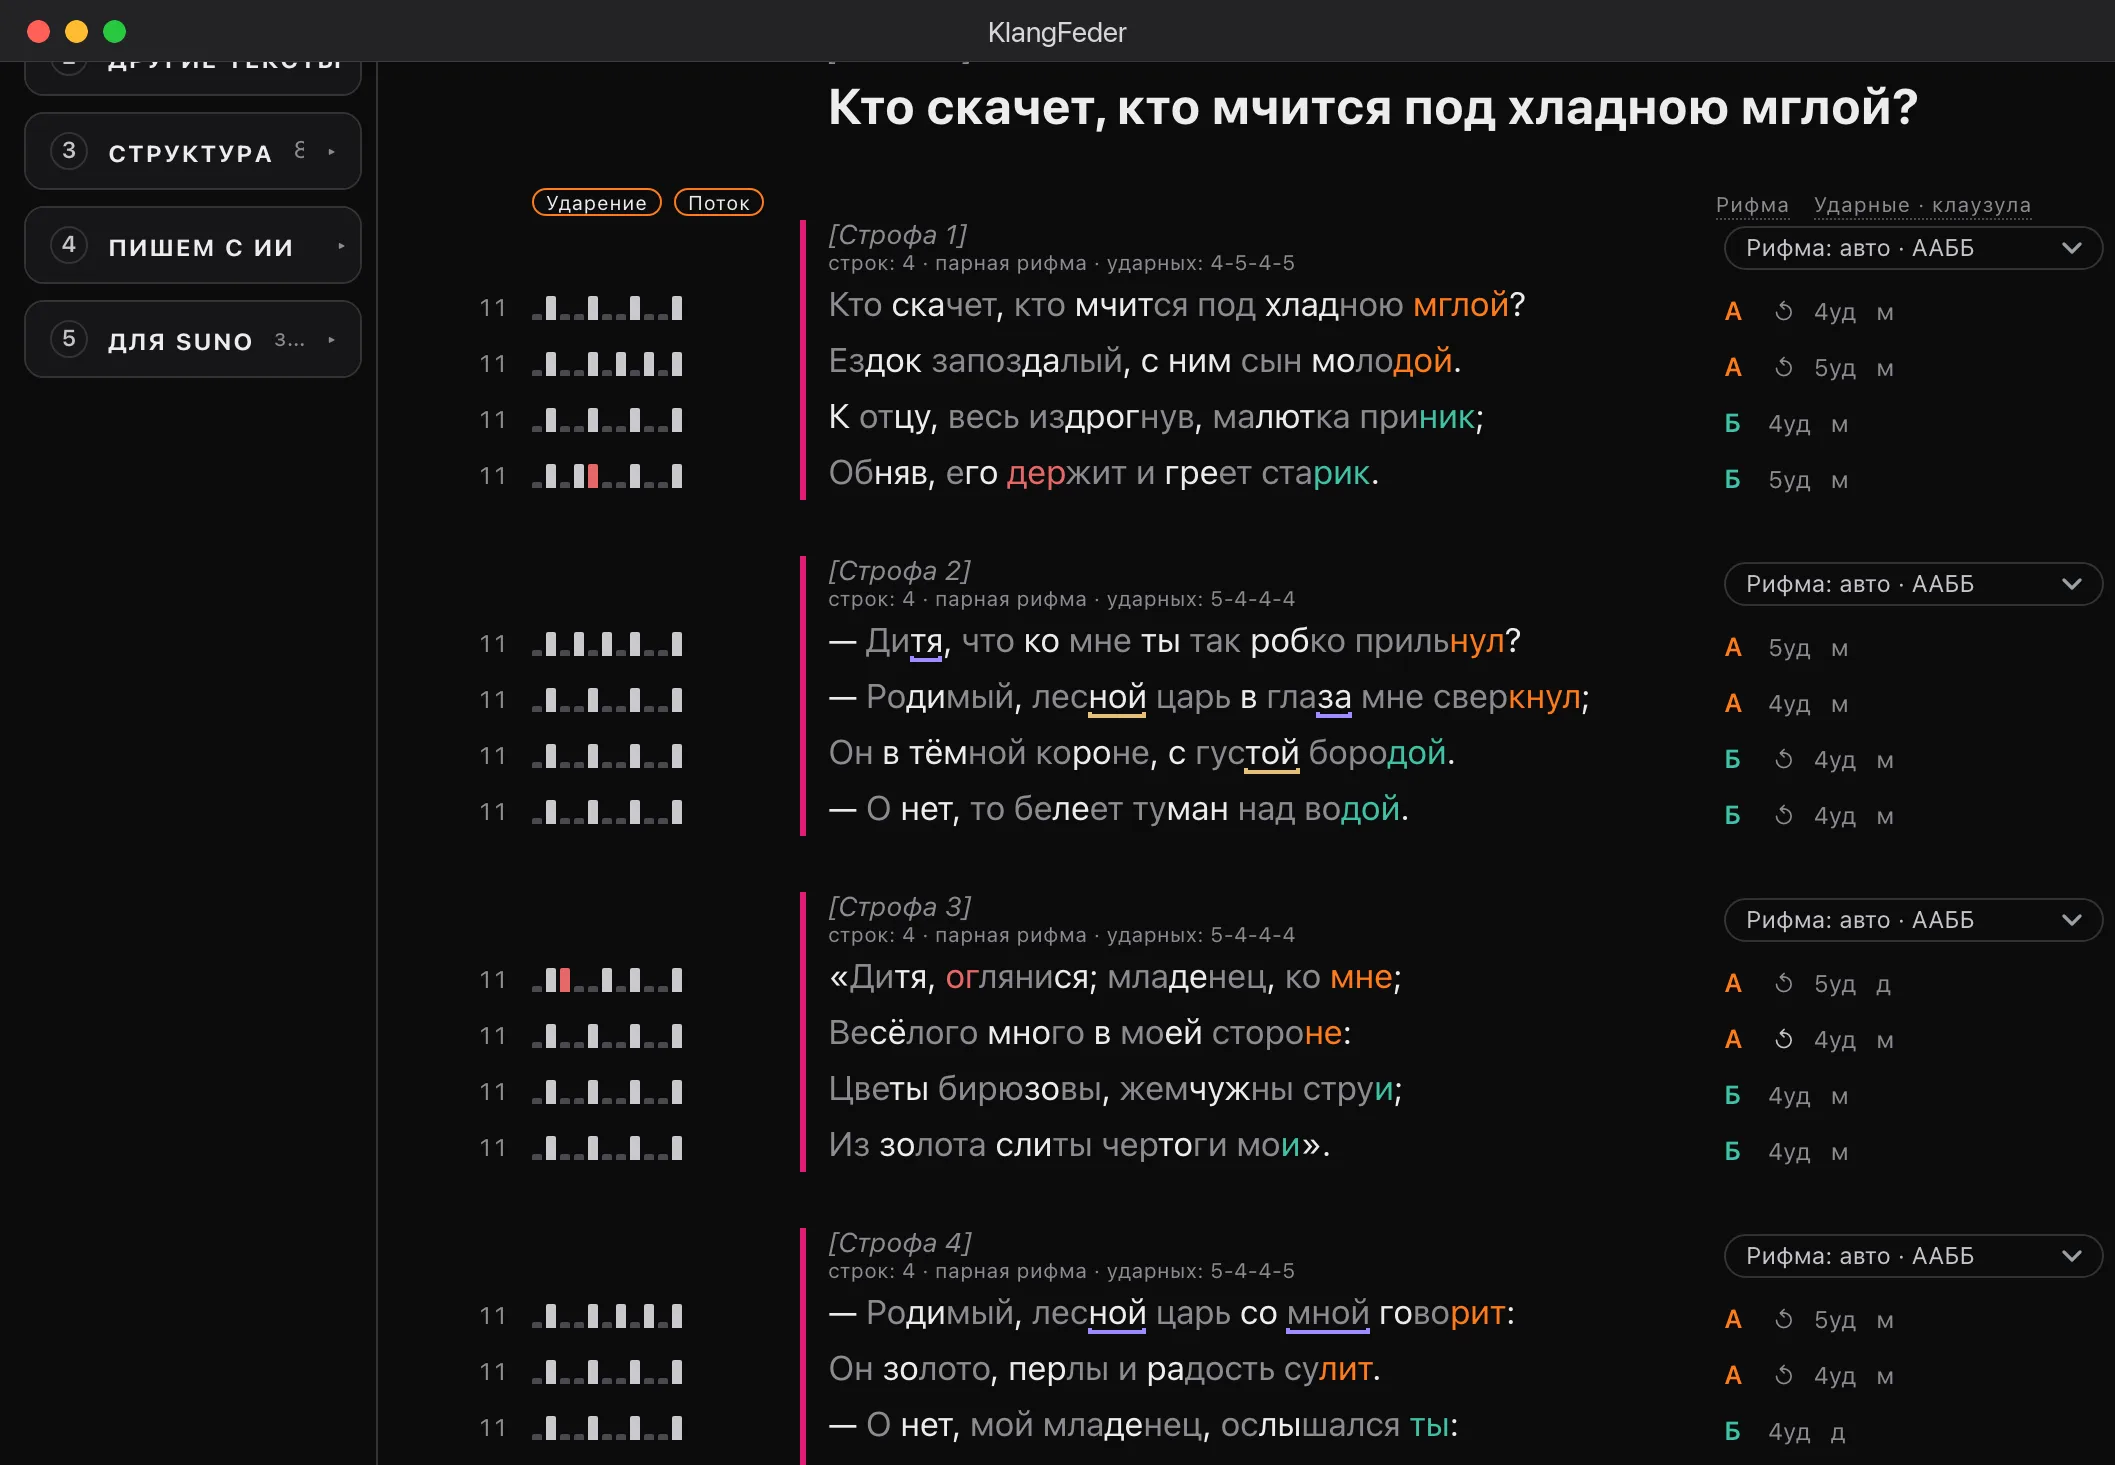 KlangFeder
ДРУГИЕ ТЕКСТЫ
3 СТРУКТУРА 8
4 ПИШЕМ С ИИ
5 ДЛЯ SUNO з...
Кто скачет, кто мчится под хладною мглой?
Ударение Поток
Рифма Ударные · клаузула
[Строфа 1]
Рифма: авто · ААББ
строк: 4 · парная рифма · ударных: 4-5-4-5
11 Кто скачет, кто мчится под хладною мглой? А 4уд м
11 Ездок запоздалый, с ним сын молодой. А 5уд м
11 К отцу, весь издрогнув, малютка приник; Б 4уд м
11 Обняв, его держит и греет старик. Б 5уд м
[Строфа 2]
Рифма: авто · ААББ
строк: 4 · парная рифма · ударных: 5-4-4-4
11 — Дитя, что ко мне ты так робко прильнул? А 5уд м
11 — Родимый, лесной царь в глаза мне сверкнул; А 4уд м
11 Он в тёмной короне, с густой бородой. Б 4уд м
11 — О нет, то белеет туман над водой. Б 4уд м
[Строфа 3]
Рифма: авто · ААББ
строк: 4 · парная рифма · ударных: 5-4-4-4
11 «Дитя, оглянися; младенец, ко мне; А 5уд д
11 Весёлого много в моей стороне: А 4уд м
11 Цветы бирюзовы, жемчужны струи; Б 4уд м
11 Из золота слиты чертоги мои». Б 4уд м
[Строфа 4]
Рифма: авто · ААББ
строк: 4 · парная рифма · ударных: 5-4-4-5
11 — Родимый, лесной царь со мной говорит: А 5уд м
11 Он золото, перлы и радость сулит. А 4уд м
11 — О нет, мой младенец, ослышался ты: Б 4уд д